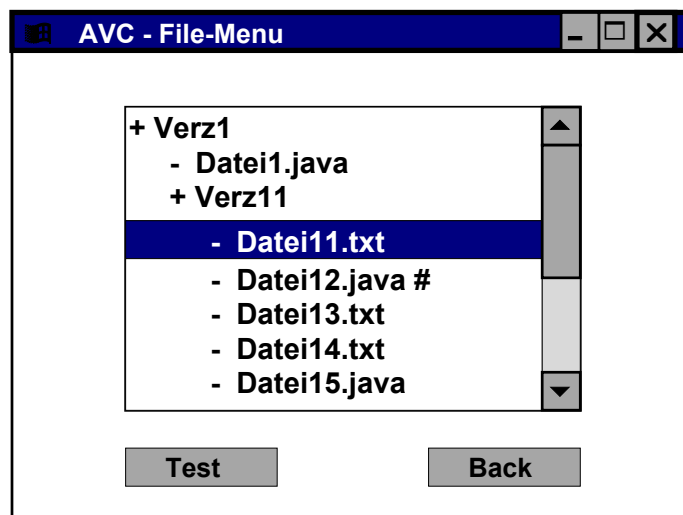 AVC - File-Menu
+ Verz1
- Datei1.java
+ Verz11
- Datei11.txt
- Datei12.java #
- Datei13.txt
- Datei14.txt
- Datei15.java
Test Back